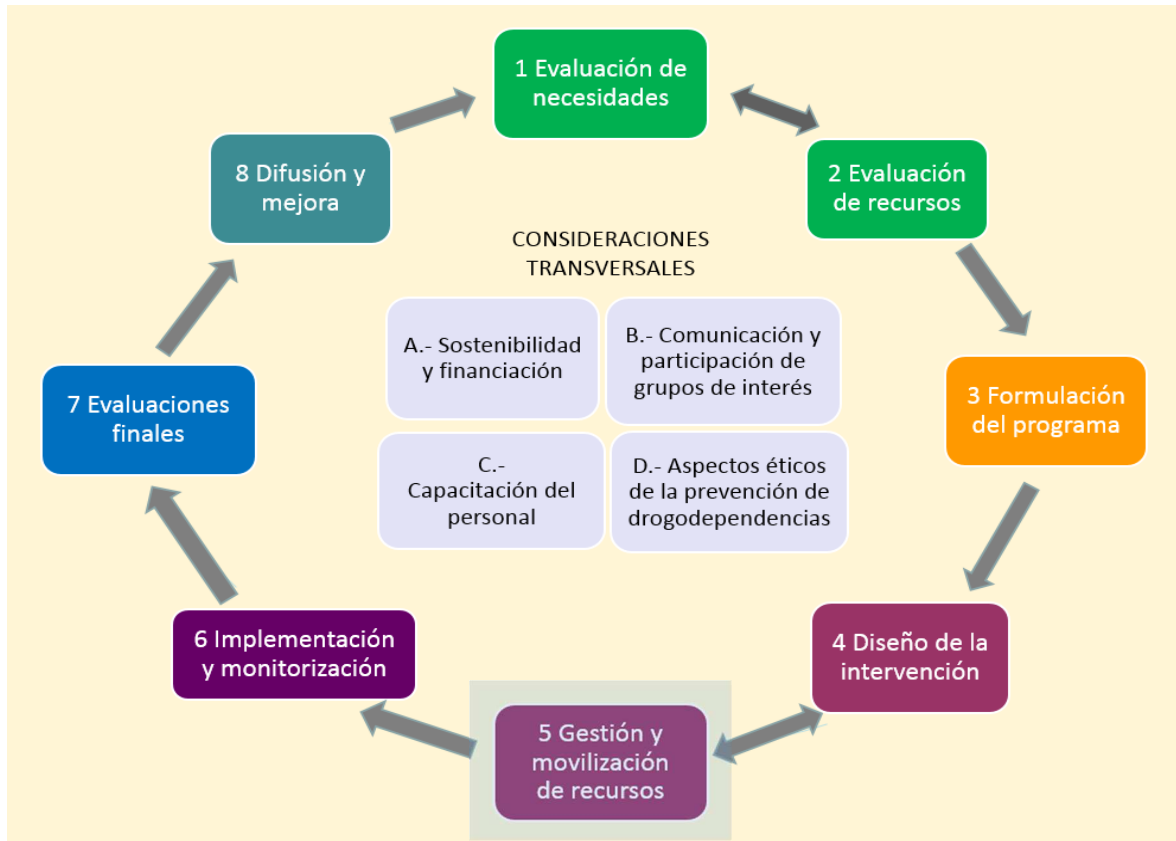 1 Evaluación de
necesidades
2 Evaluación
de recursos
3 Formulación
del programa
4 Diseño de la
intervención
5 Gestión y
movilización
de recursos
6 Implementación
y monitorización
7 Evaluaciones
finales
8 Difusión y
mejora
CONSIDERACIONES
TRANSVERSALES
A.- Sostenibilidad
y financiación
B.- Comunicación y
participación de
grupos de interés
C.-
Capacitación del
personal
D.- Aspectos éticos
de la prevención de
drogodependencias